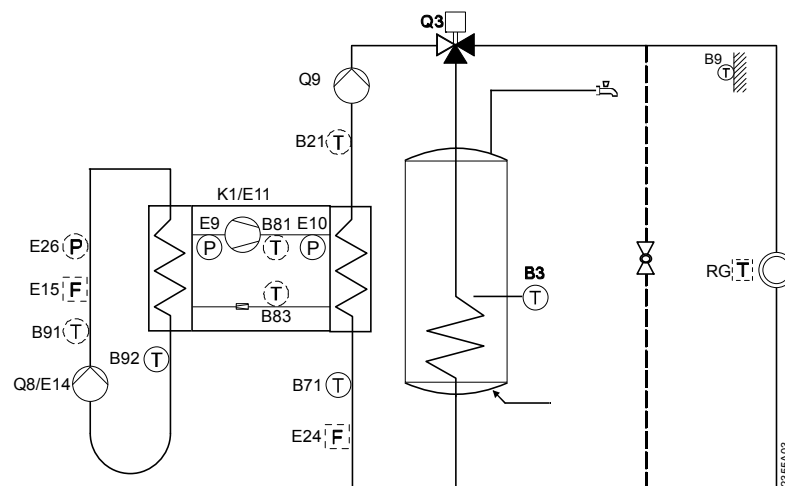 Q3
B9
T
Q9
B21 T
K1/E11
E9 B81 E10
P T P
E26 P
E15 F
T
B83
B3
T
RG T
B91 T
B92 T
Q8/E14
B71 T
E24 F
2355A03